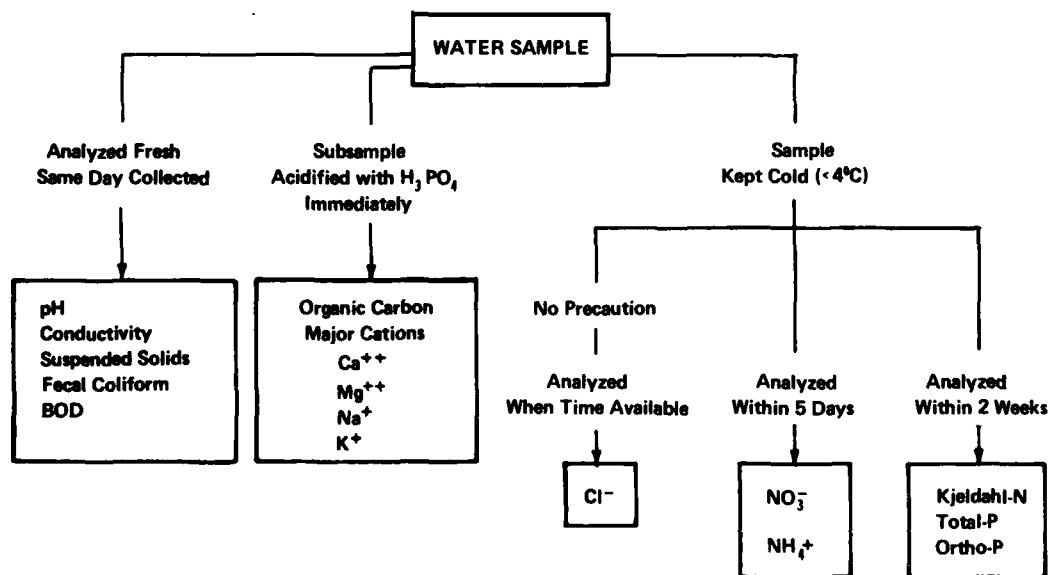 WATER SAMPLE
Analyzed Fresh
Same Day Collected
Subsample
Acidified with H₃PO₄
Immediately
Sample
Kept Cold (<4°C)
pH
Conductivity
Suspended Solids
Fecal Coliform
BOD
Organic Carbon
Major Cations
Ca⁺⁺
Mg⁺⁺
Na⁺
K⁺
No Precaution
Analyzed
When Time Available
Analyzed
Within 5 Days
Analyzed
Within 2 Weeks
Cl⁻
NO₃⁻
NH₄⁺
Kjeldahl-N
Total-P
Ortho-P